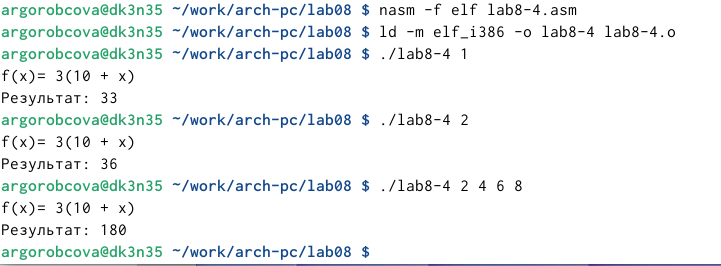 argorobcova@dk3n35 ~/work/arch-pc/lab08 $ nasm -f elf lab8-4.asm
argorobcova@dk3n35 ~/work/arch-pc/lab08 $ ld -m elf_i386 -o lab8-4 lab8-4.o
argorobcova@dk3n35 ~/work/arch-pc/lab08 $ ./lab8-4 1
f(x)= 3(10 + x)
Результат: 33
argorobcova@dk3n35 ~/work/arch-pc/lab08 $ ./lab8-4 2
f(x)= 3(10 + x)
Результат: 36
argorobcova@dk3n35 ~/work/arch-pc/lab08 $ ./lab8-4 2 4 6 8
f(x)= 3(10 + x)
Результат: 180
argorobcova@dk3n35 ~/work/arch-pc/lab08 $